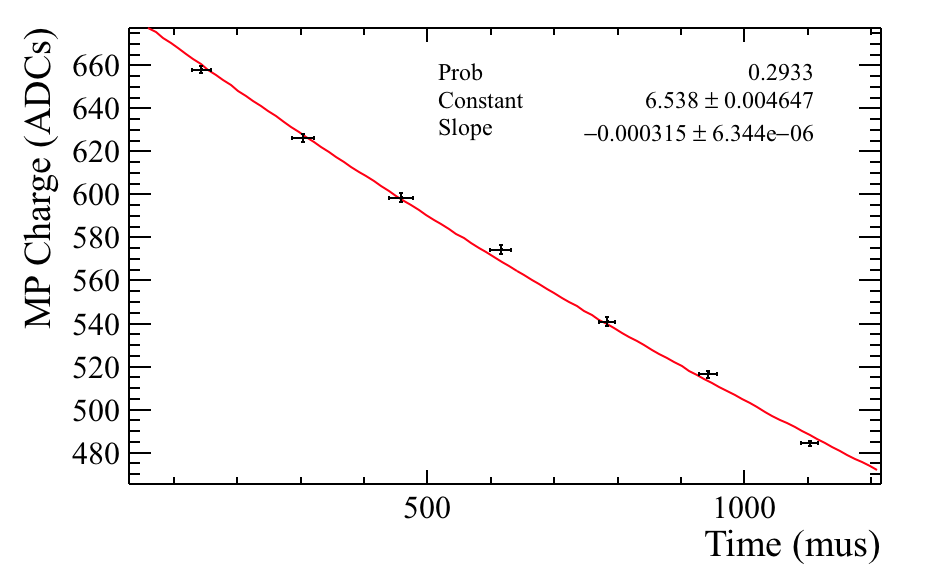 MP Charge (ADCs)
660
640
620
600
580
560
540
520
500
480
Prob 0.2933
Constant 6.538 ± 0.004647
Slope −0.000315 ± 6.344e−06
500 1000
Time (mus)